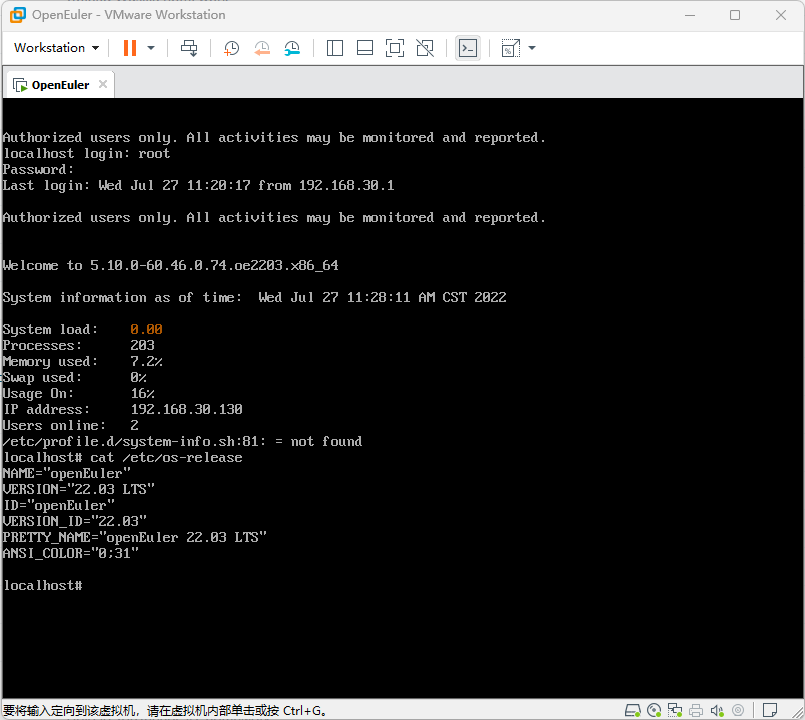 OpenEuler - VMware Workstation
Workstation
OpenEuler
Authorized users only. All activities may be monitored and reported.
localhost login: root
Password:
Last login: Wed Jul 27 11:20:17 from 192.168.30.1
Authorized users only. All activities may be monitored and reported.
Welcome to 5.10.0-60.46.0.74.oe2203.x86_64
System information as of time:  Wed Jul 27 11:28:11 AM CST 2022
System load:    0.00
Processes:      203
Memory used:    7.2%
Swap used:      0%
Usage On:       16%
IP address:     192.168.30.130
Users online:   2
/etc/profile.d/system-info.sh:81: = not found
localhost# cat /etc/os-release
NAME="openEuler"
VERSION="22.03 LTS"
ID="openEuler"
VERSION_ID="22.03"
PRETTY_NAME="openEuler 22.03 LTS"
ANSI_COLOR="0;31"
localhost#
要将输入定向到该虚拟机，请在虚拟机内部单击或按 Ctrl+G。